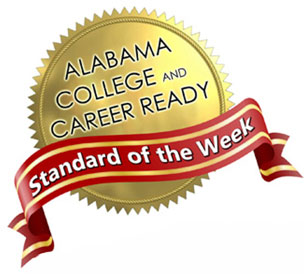 ALABAMA
COLLEGE AND
CAREER READY
Standard of the Week